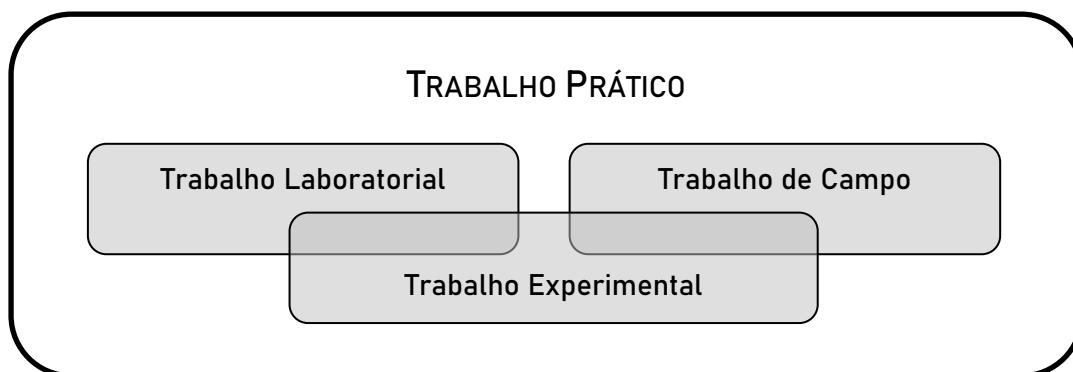 TRABALHO PRÁTICO
Trabalho Laboratorial
Trabalho de Campo
Trabalho Experimental